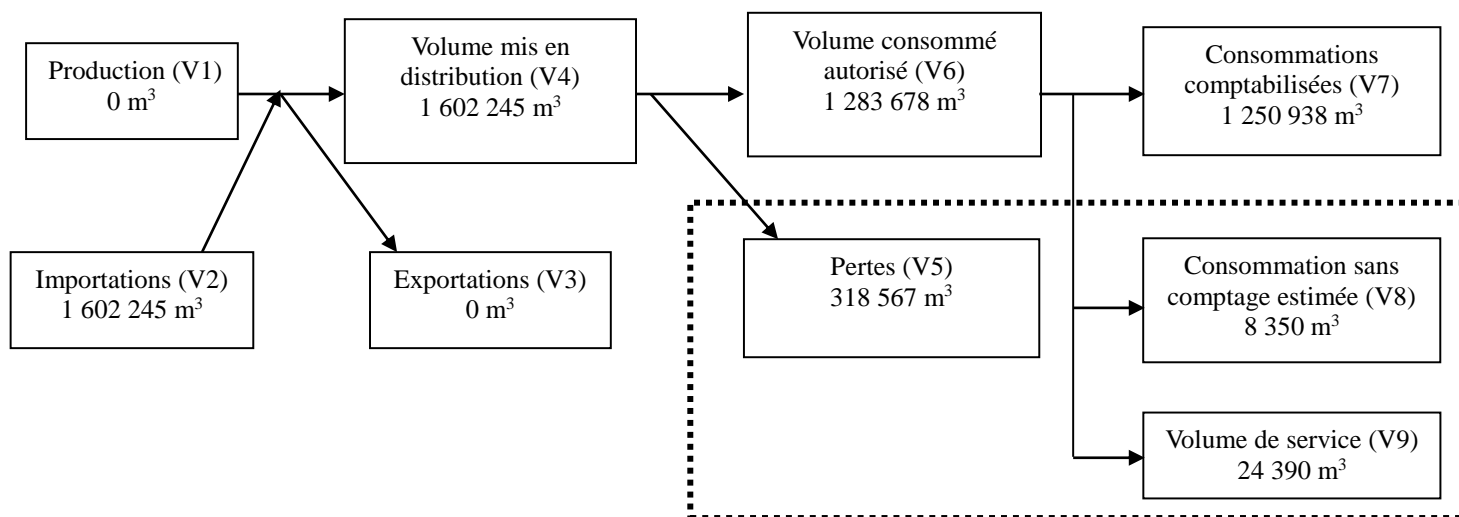 Production (V1)
0 m³
Volume mis en
distribution (V4)
1 602 245 m³
Volume consommé
autorisé (V6)
1 283 678 m³
Consommations
comptabilisées (V7)
1 250 938 m³
Importations (V2)
1 602 245 m³
Exportations (V3)
0 m³
Pertes (V5)
318 567 m³
Consommation sans
comptage estimée (V8)
8 350 m³
Volume de service (V9)
24 390 m³